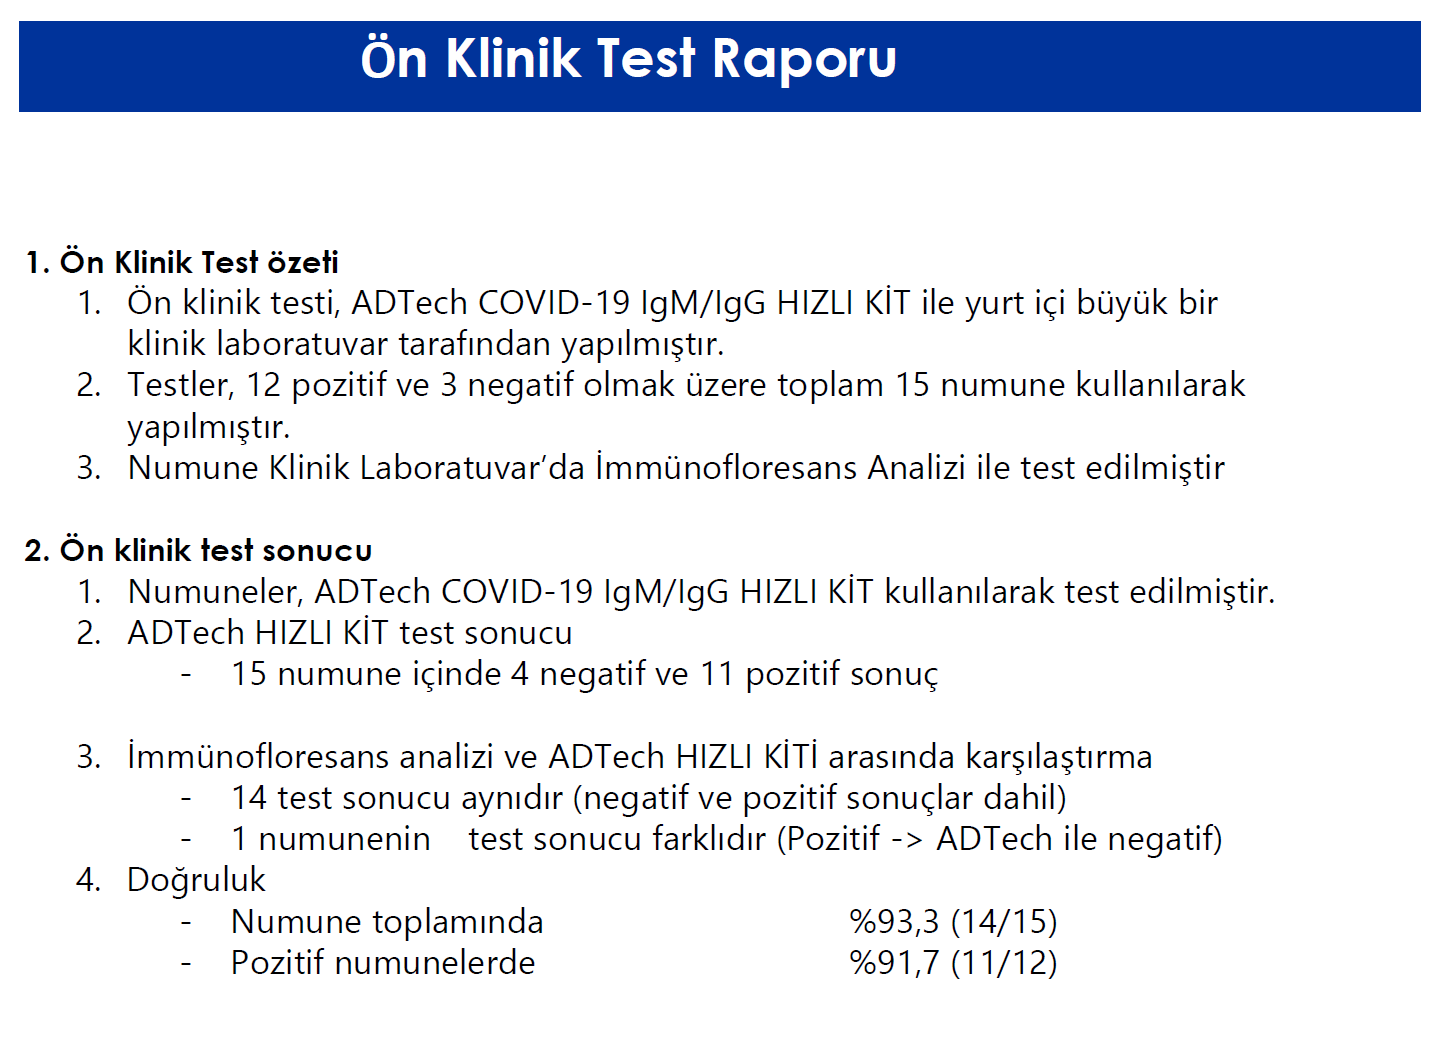 Ön Klinik Test Raporu
1. Ön Klinik Test özeti
1. Ön klinik testi, ADTech COVID-19 IgM/IgG HIZLI KİT ile yurt içi büyük bir
klinik laboratuvar tarafından yapılmıştır.
2. Testler, 12 pozitif ve 3 negatif olmak üzere toplam 15 numune kullanılarak
yapılmıştır.
3. Numune Klinik Laboratuvar’da İmmünofloresans Analizi ile test edilmiştir
2. Ön klinik test sonucu
1. Numuneler, ADTech COVID-19 IgM/IgG HIZLI KİT kullanılarak test edilmiştir.
2. ADTech HIZLI KİT test sonucu
- 15 numune içinde 4 negatif ve 11 pozitif sonuç
3. İmmünofloresans analizi ve ADTech HIZLI KİTİ arasında karşılaştırma
- 14 test sonucu aynıdır (negatif ve pozitif sonuçlar dahil)
- 1 numunenin test sonucu farklıdır (Pozitif -> ADTech ile negatif)
4. Doğruluk
- Numune toplamında %93,3 (14/15)
- Pozitif numunelerde %91,7 (11/12)